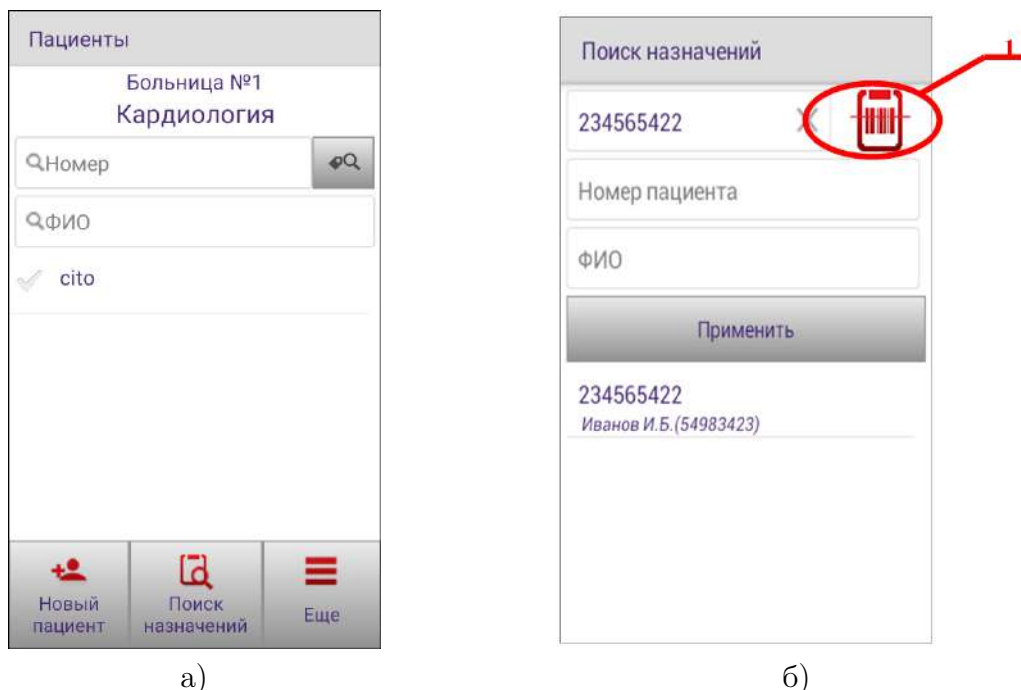 Пациенты
Больница №1
Кардиология
Номер
ФИО
cito
Новый
пациент
Поиск
назначений
Еще
а)
Поиск назначений
1
234565422
Номер пациента
ФИО
Применить
234565422
Иванов И.Б.(54983423)
б)